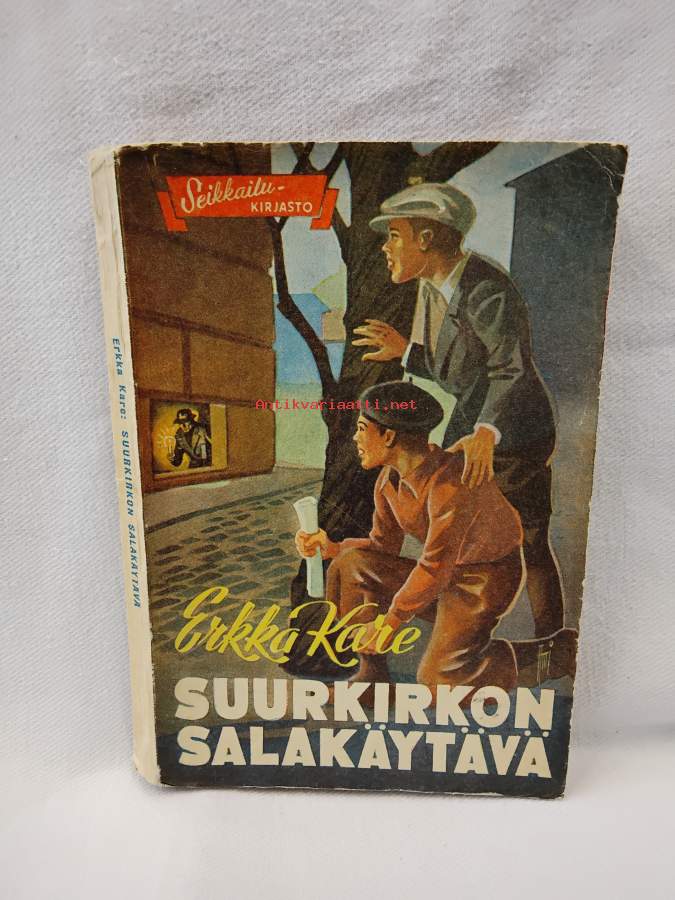 Seikkailu-
KIRJASTO
Antikvariaatti.net
Erkka Kare: SUURKIRKON SALAKÄYTÄVÄ
Erkka Kare
SUURKIRKON
SALAKÄYTÄVÄ